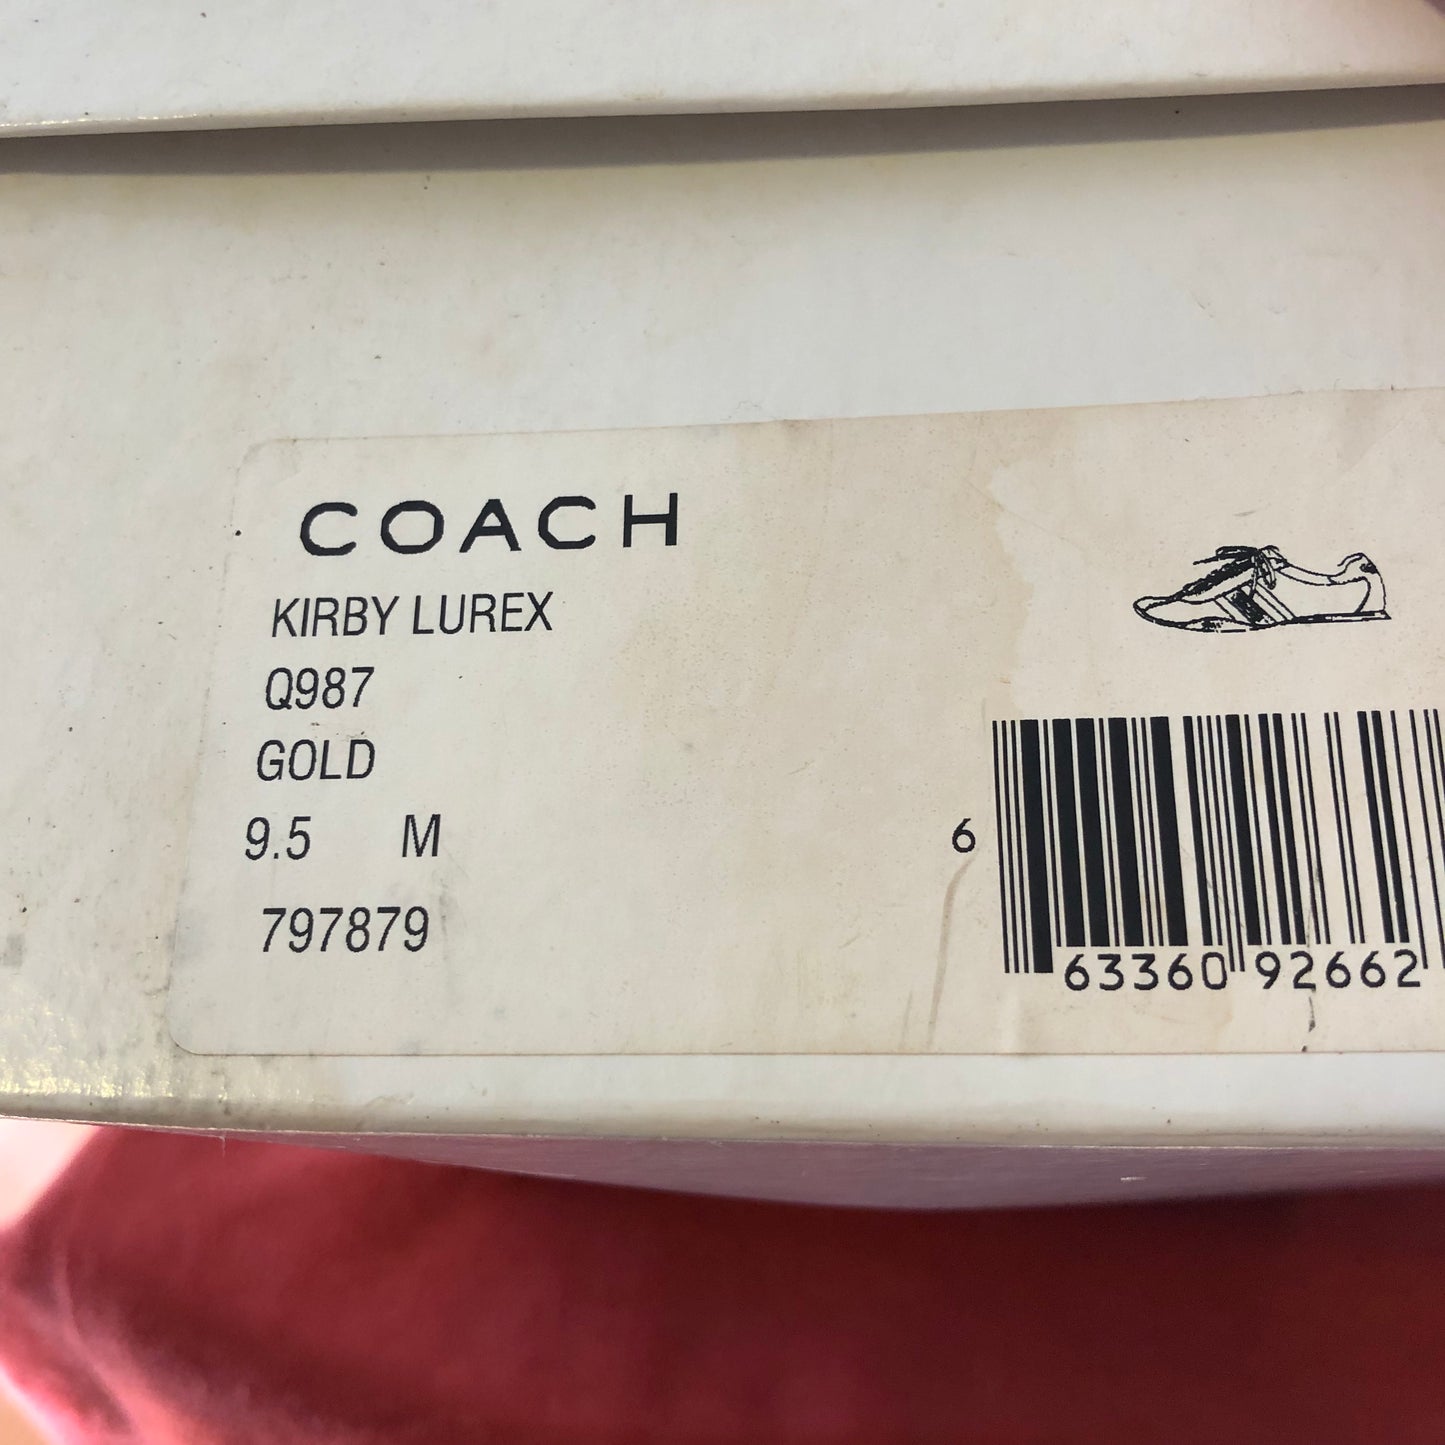 COACH
KIRBY LUREX
Q987
GOLD
9.5 M
797879
6 63360 92662